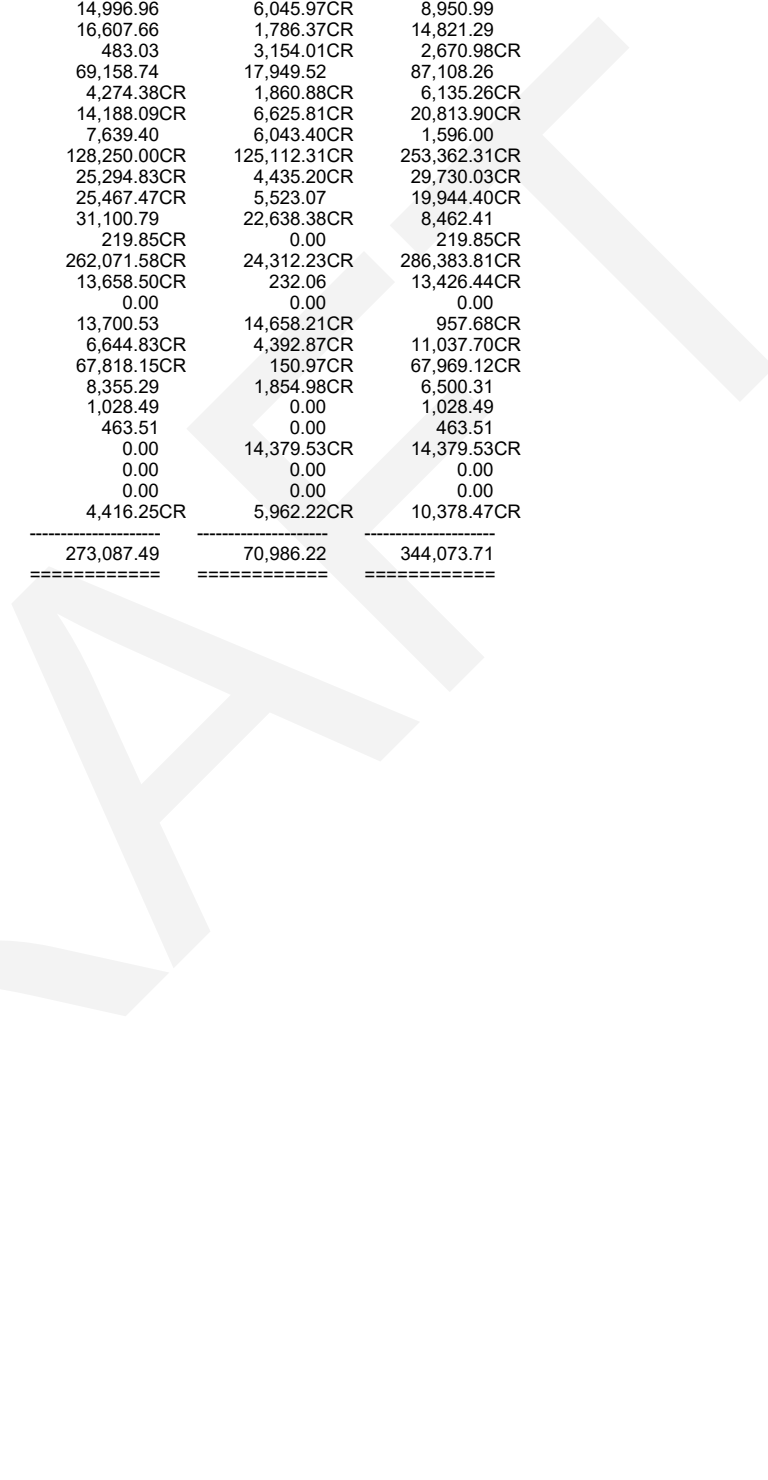 14,996.96 6,045.97CR 8,950.99
16,607.66 1,786.37CR 14,821.29
483.03 3,154.01CR 2,670.98CR
69,158.74 17,949.52 87,108.26
4,274.38CR 1,860.88CR 6,135.26CR
14,188.09CR 6,625.81CR 20,813.90CR
7,639.40 6,043.40CR 1,596.00
128,250.00CR 125,112.31CR 253,362.31CR
25,294.83CR 4,435.20CR 29,730.03CR
25,467.47CR 5,523.07 19,944.40CR
31,100.79 22,638.38CR 8,462.41
219.85CR 0.00 219.85CR
262,071.58CR 24,312.23CR 286,383.81CR
13,658.50CR 232.06 13,426.44CR
0.00 0.00 0.00
13,700.53 14,658.21CR 957.68CR
6,644.83CR 4,392.87CR 11,037.70CR
67,818.15CR 150.97CR 67,969.12CR
8,355.29 1,854.98CR 6,500.31
1,028.49 0.00 1,028.49
463.51 0.00 463.51
0.00 14,379.53CR 14,379.53CR
0.00 0.00 0.00
0.00 0.00 0.00
4,416.25CR 5,962.22CR 10,378.47CR
--------------------- --------------------- ---------------------
273,087.49 70,986.22 344,073.71
============ ============ ============